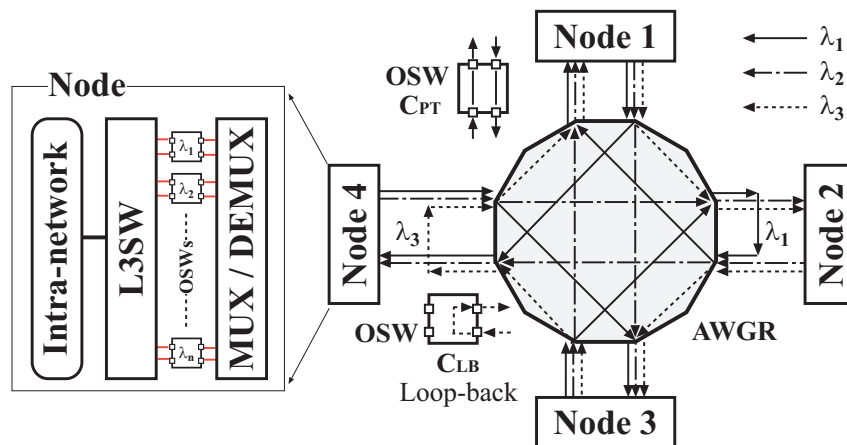 Node
Intra-network
L3SW
λ1
λ2
OSWs
λn
MUX / DEMUX
OSW
CPT
Node 1
λ1
λ2
λ3
Node 4
λ3
Node 2
λ1
OSW
CLB
Loop-back
AWGR
Node 3